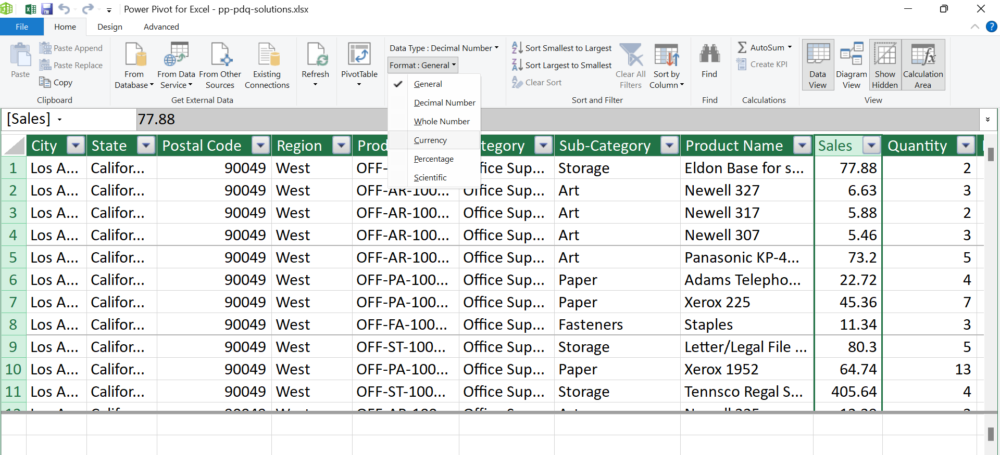 Power Pivot for Excel - pp-pdq-solutions.xlsx
File Home Design Advanced
Paste
Paste Append
Paste Replace
Copy
Clipboard
From Database
From Data Service
From Other Sources
Existing Connections
Get External Data
Refresh
PivotTable
Data Type : Decimal Number
Format : General
General
Decimal Number
Whole Number
Currency
Percentage
Scientific
Sort Smallest to Largest
Sort Largest to Smallest
Clear Sort
Clear All Filters
Sort by Column
Sort and Filter
Find
Find
AutoSum
Create KPI
Calculations
Data View
Diagram View
Show Hidden
Calculation Area
View
[Sales] 77.88
City State Postal Code Region Prod tegory Sub-Category Product Name Sales Quantity
1 Los A... Califor... 90049 West OFF- fice Sup... Storage Eldon Base for s... 77.88 2
2 Los A... Califor... 90049 West OFF-AR-100... Office Sup... Art Newell 327 6.63 3
3 Los A... Califor... 90049 West OFF-AR-100... Office Sup... Art Newell 317 5.88 2
4 Los A... Califor... 90049 West OFF-AR-100... Office Sup... Art Newell 307 5.46 3
5 Los A... Califor... 90049 West OFF-AR-100... Office Sup... Art Panasonic KP-4... 73.2 5
6 Los A... Califor... 90049 West OFF-PA-100... Office Sup... Paper Adams Telepho... 22.72 4
7 Los A... Califor... 90049 West OFF-PA-100... Office Sup... Paper Xerox 225 45.36 7
8 Los A... Califor... 90049 West OFF-FA-100... Office Sup... Fasteners Staples 11.34 3
9 Los A... Califor... 90049 West OFF-ST-100... Office Sup... Storage Letter/Legal File ... 80.3 5
10 Los A... Califor... 90049 West OFF-PA-100... Office Sup... Paper Xerox 1952 64.74 13
11 Los A... Califor... 90049 West OFF-ST-100... Office Sup... Storage Tennsco Regal S... 405.64 4